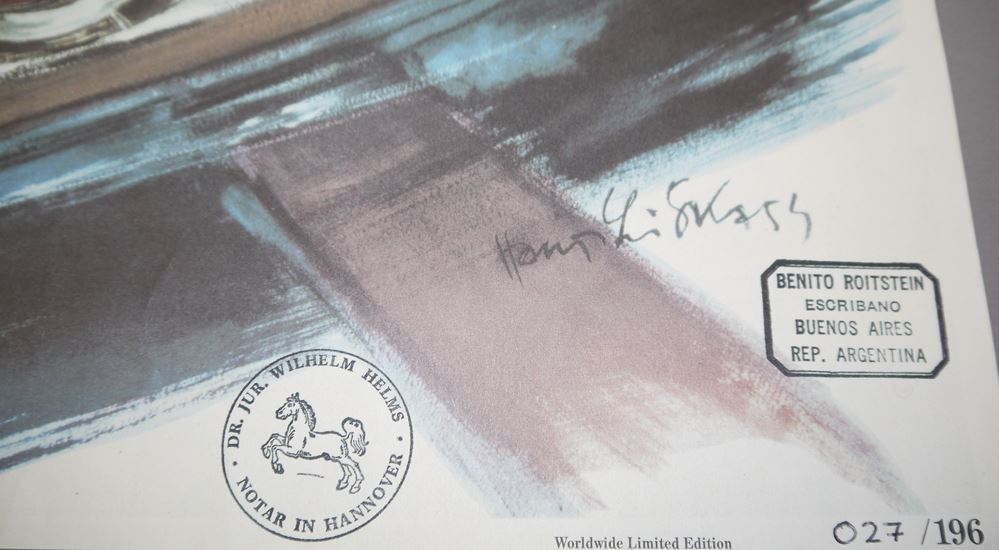 BENITO ROITSTEIN
ESCRIBANO
BUENOS AIRES
REP. ARGENTINA
DR. JUR. WILHELM HELMS
NOTAR IN HANNOVER
Worldwide Limited Edition
027 /196